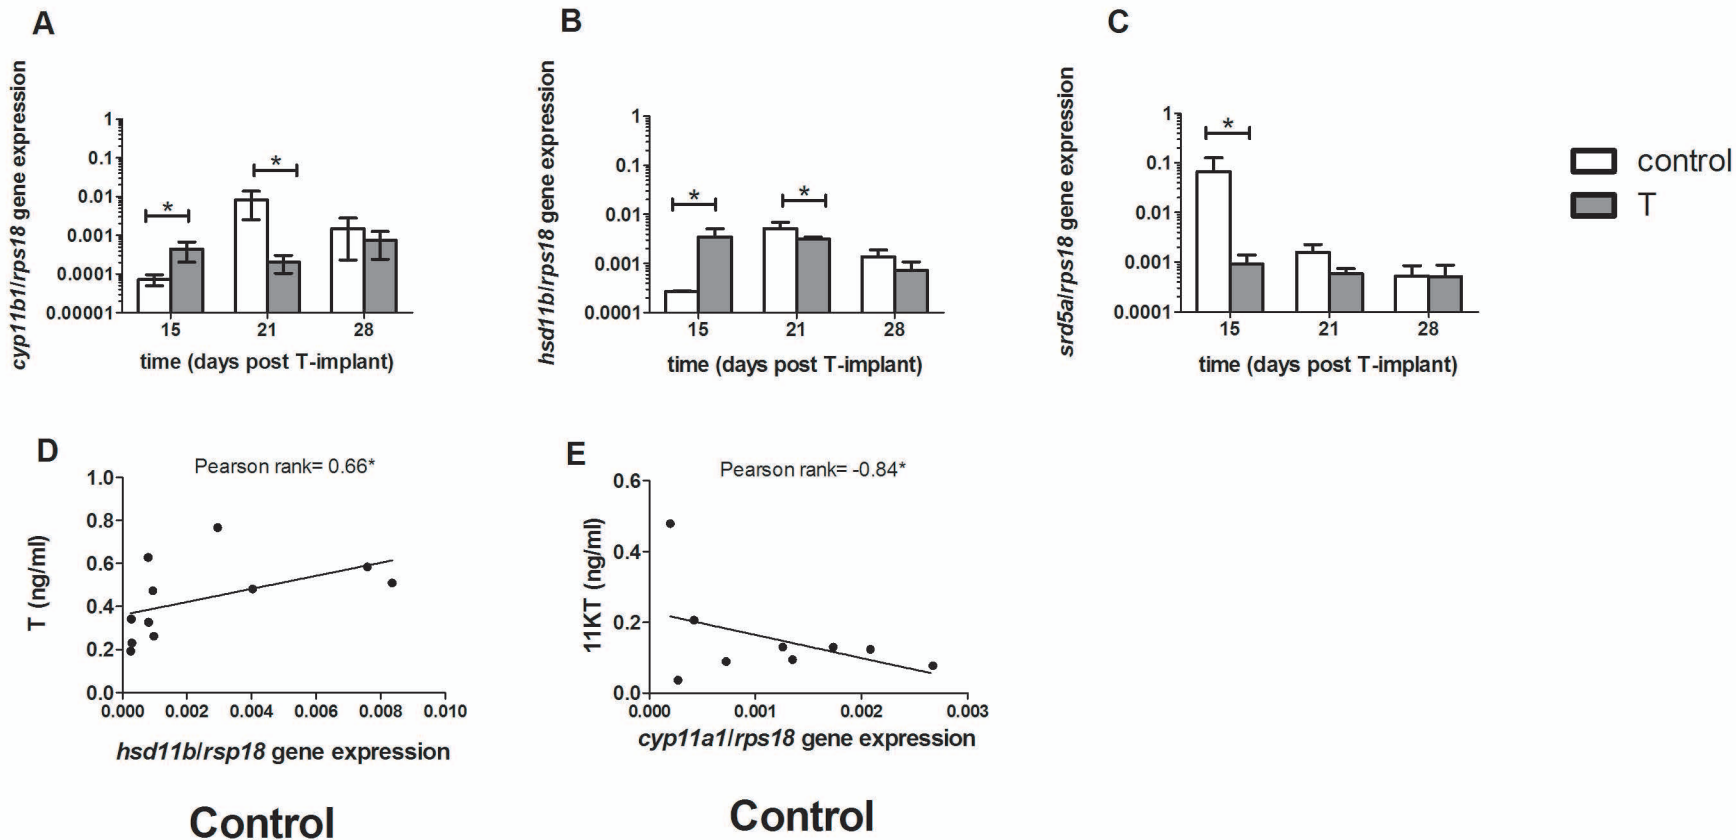 A
cyp11b1/rps18 gene expression
1
0.1
0.01
0.001
0.0001
0.00001
*
*
15 21 28
time (days post T-implant)
B
hsd11b/rps18 gene expression
1
0.1
0.01
0.001
0.0001
*
*
15 21 28
time (days post T-implant)
C
srd5a/rps18 gene expression
1
0.1
0.01
0.001
0.0001
*
15 21 28
time (days post T-implant)
control
T
D
Pearson rank= 0.66*
T (ng/ml)
1.0
0.8
0.6
0.4
0.2
0.0
0.000 0.002 0.004 0.006 0.008 0.010
hsd11b/rsp18 gene expression
Control
E
Pearson rank= -0.84*
11KT (ng/ml)
0.6
0.4
0.2
0.0
0.000 0.001 0.002 0.003
cyp11a1/rps18 gene expression
Control